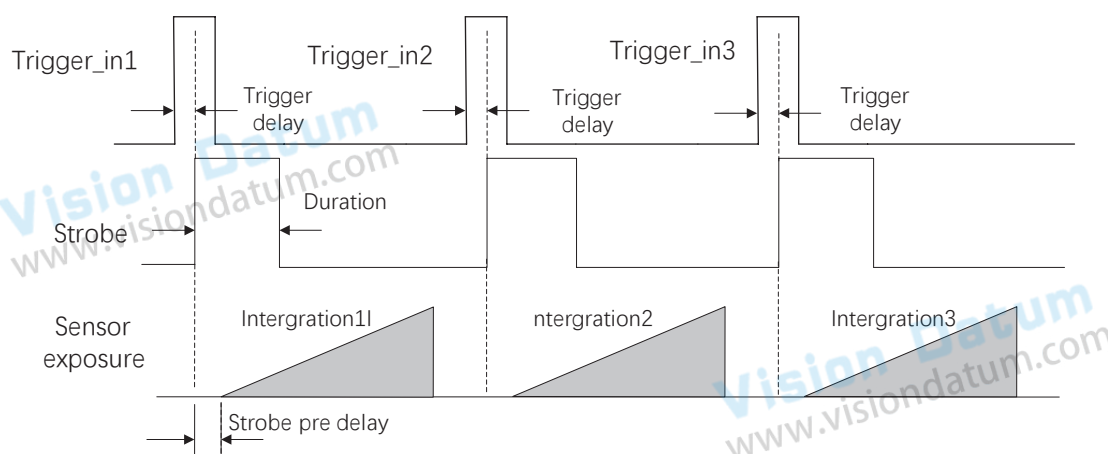 Trigger_in1
Trigger_in2
Trigger_in3
Trigger
delay
Trigger
delay
Trigger
delay
Vision Datum
www.visiondatum.com
Duration
Strobe
Sensor
exposure
Intergration1I
ntergration2
Intergration3
Vision Datum
www.visiondatum.com
Strobe pre delay